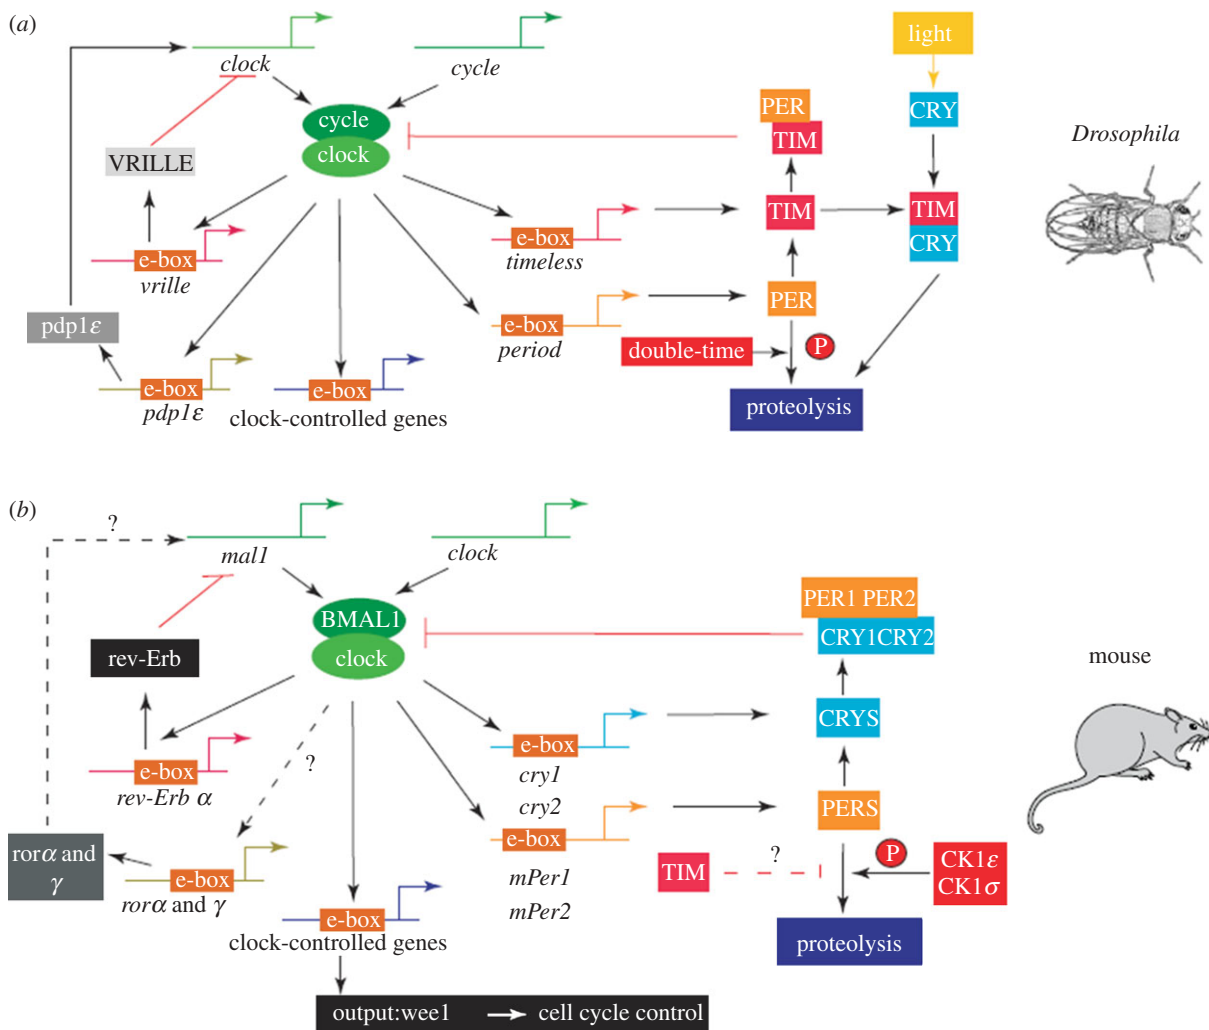 (a)
clock
cycle
light
cycle
clock
PER
TIM
CRY
Drosophila
VRILLE
TIM
TIM
CRY
e-box
vrille
e-box
timeless
pdp1ε
e-box
period
PER
double-time
P
e-box
pdp1ε
e-box
clock-controlled genes
proteolysis
(b)
?
mal1
clock
BMAL1
clock
PER1 PER2
CRY1CRY2
mouse
rev-Erb
CRYS
e-box
rev-Erb α
?
e-box
cry1
cry2
PERS
e-box
mPer1
mPer2
rorα and
γ
e-box
rorα and γ
TIM
?
P
CK1ε
CK1σ
e-box
clock-controlled genes
proteolysis
output:wee1 cell cycle control